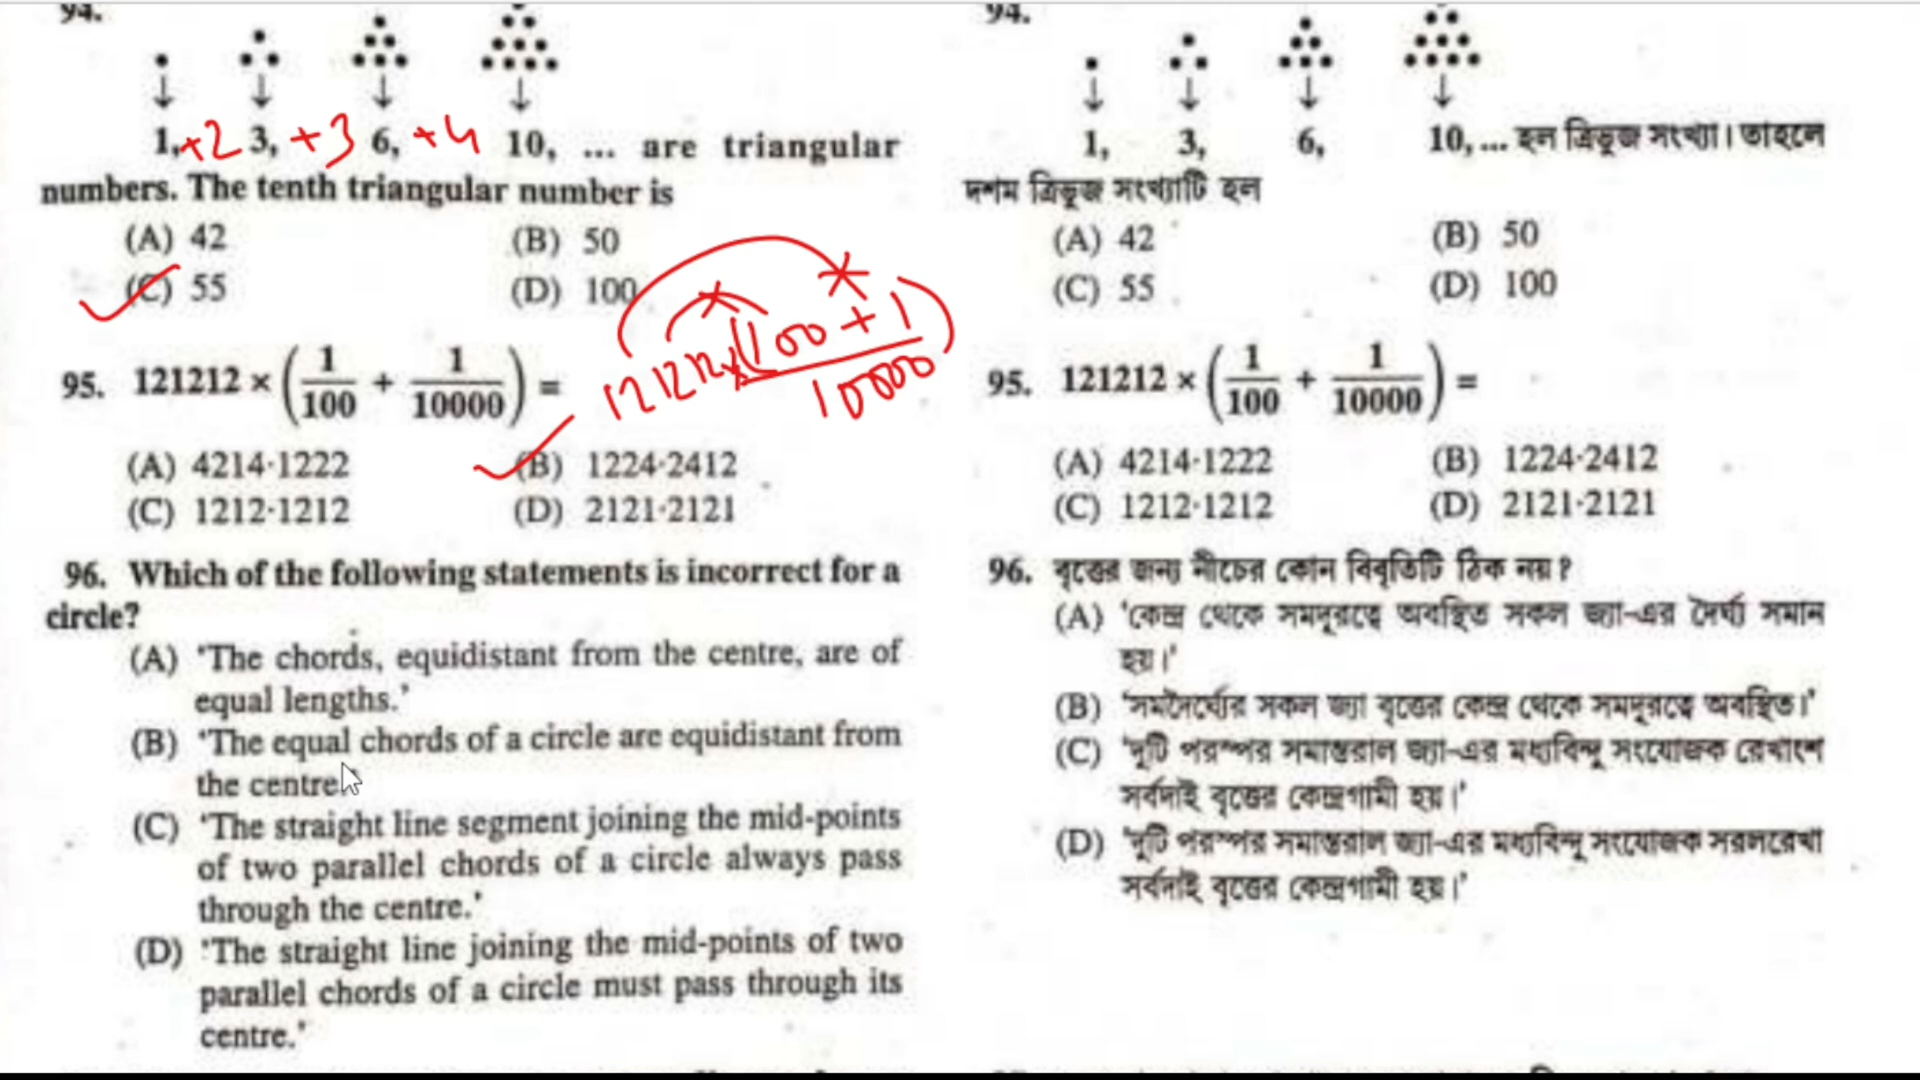 94.
1, +2 3, +3 6, +4 10, ... are triangular
numbers. The tenth triangular number is
(A) 42 (B) 50
(C) 55 (D) 100
95. 121212 × (1/100 + 1/10000) =
121212 × (100 + 1) / 10000
(A) 4214·1222 (B) 1224·2412
(C) 1212·1212 (D) 2121·2121
96. Which of the following statements is incorrect for a
circle?
(A) 'The chords, equidistant from the centre, are of
equal lengths.'
(B) 'The equal chords of a circle are equidistant from
the centre.'
(C) 'The straight line segment joining the mid-points
of two parallel chords of a circle always pass
through the centre.'
(D) 'The straight line joining the mid-points of two
parallel chords of a circle must pass through its
centre.'
94.
1, 3, 6, 10, ... হল ত্রিভূজ সংখ্যা। তাহলে
দশম ত্রিভূজ সংখ্যাটি হল
(A) 42 (B) 50
(C) 55 (D) 100
95. 121212 × (1/100 + 1/10000) =
(A) 4214·1222 (B) 1224·2412
(C) 1212·1212 (D) 2121·2121
96. বৃত্তের জন্য নীচের কোন বিবৃতিটি ঠিক নয়?
(A) 'কেন্দ্র থেকে সমদূরত্বে অবস্থিত সকল জ্যা-এর দৈর্ঘ্য সমান
হয়।'
(B) 'সমদৈর্ঘ্যের সকল জ্যা বৃত্তের কেন্দ্র থেকে সমদূরত্বে অবস্থিত।'
(C) 'দুটি পরস্পর সমান্তরাল জ্যা-এর মধ্যবিন্দু সংযোজক রেখাংশ
সর্বদাই বৃত্তের কেন্দ্রগামী হয়।'
(D) 'দুটি পরস্পর সমান্তরাল জ্যা-এর মধ্যবিন্দু সংযোজক সরলরেখা
সর্বদাই বৃত্তের কেন্দ্রগামী হয়।'